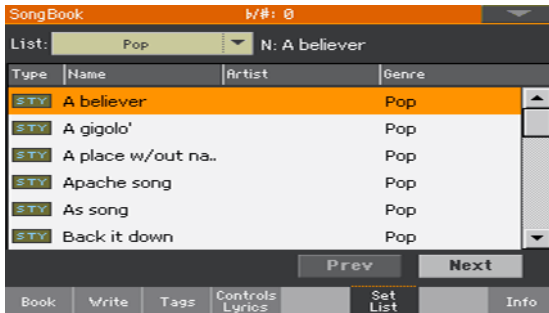 SongBook ♭/#: 0
List: Pop N: A believer
Type Name Artist Genre
STY A believer Pop
STY A gigolo' Pop
STY A place w/out na.. Pop
STY Apache song Pop
STY As song Pop
STY Back it down Pop
Prev Next
Book Write Tags Controls Lyrics Set List Info